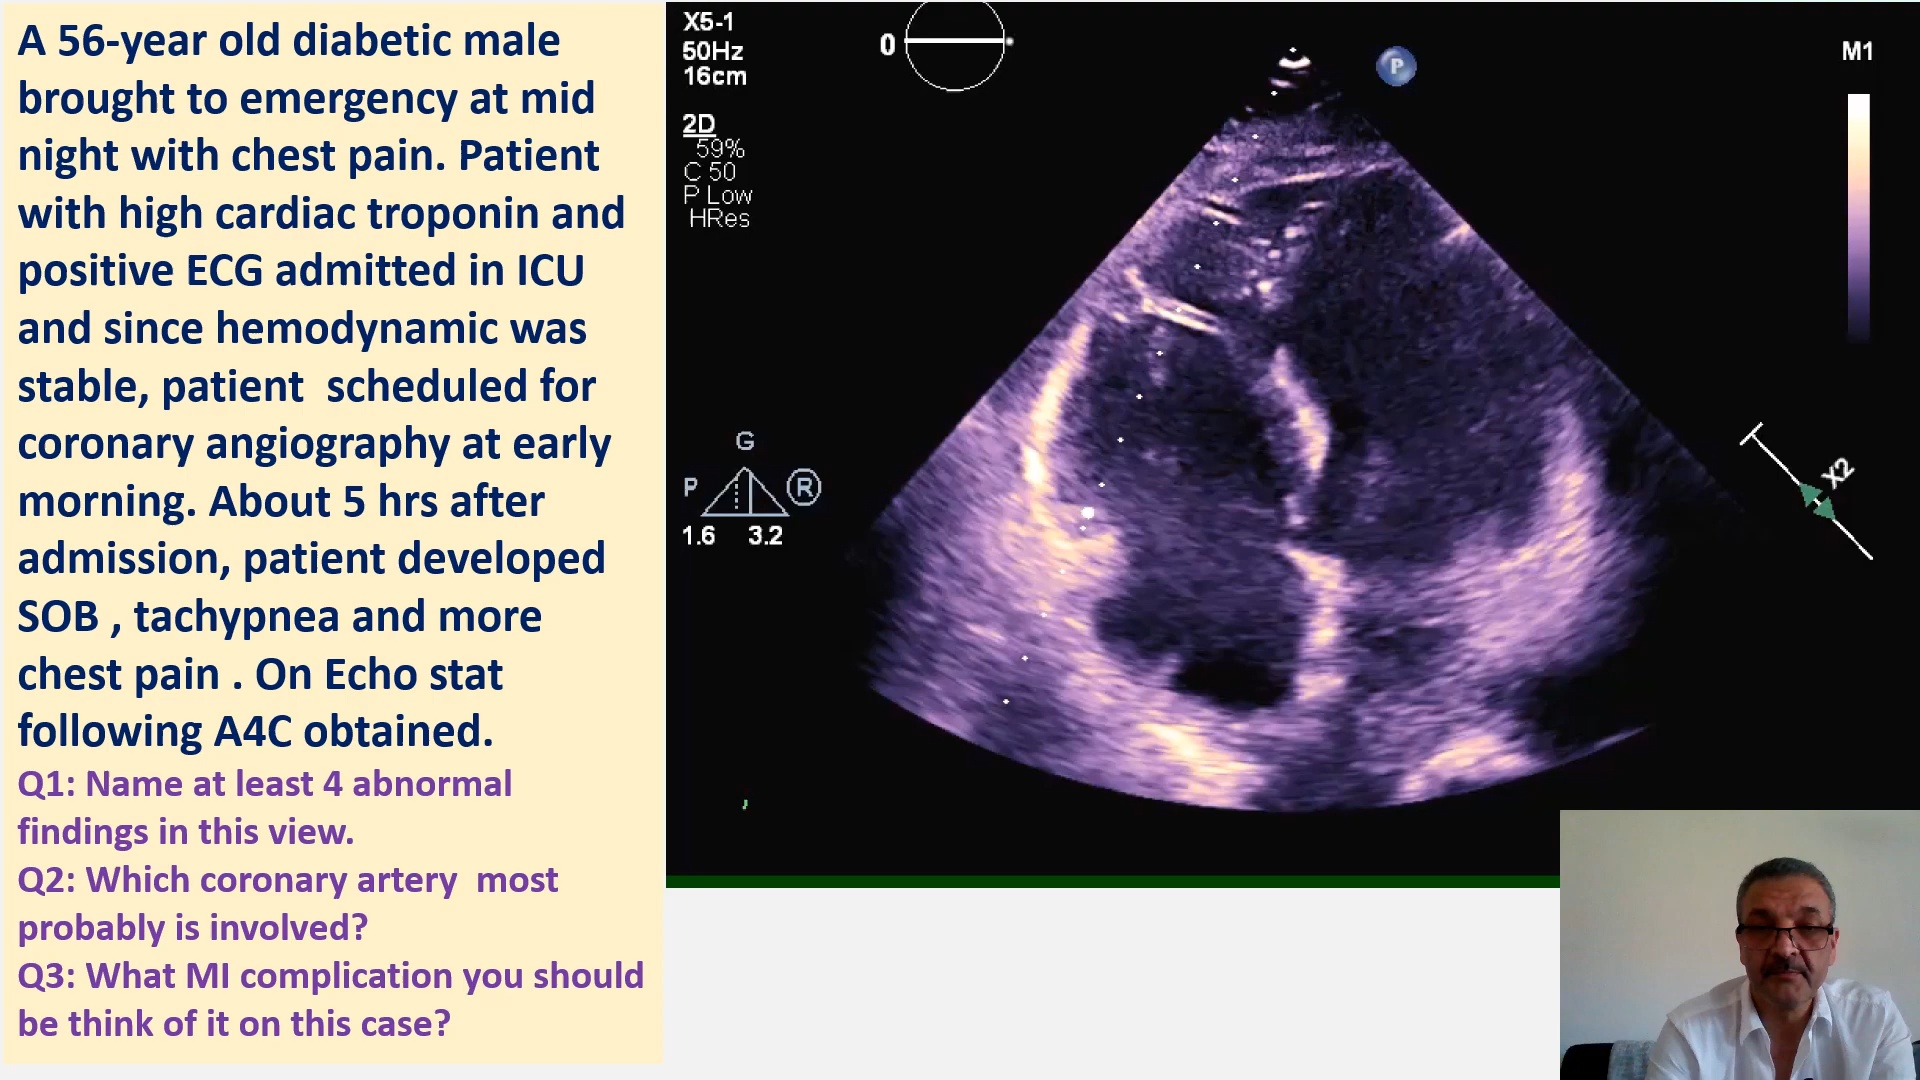 A 56-year old diabetic male
brought to emergency at mid
night with chest pain. Patient
with high cardiac troponin and
positive ECG admitted in ICU
and since hemodynamic was
stable, patient  scheduled for
coronary angiography at early
morning. About 5 hrs after
admission, patient developed
SOB , tachypnea and more
chest pain . On Echo stat
following A4C obtained.
Q1: Name at least 4 abnormal
findings in this view.
Q2: Which coronary artery  most
probably is involved?
Q3: What MI complication you should
be think of it on this case?
X5-1
50Hz
16cm
0
2D
59%
C 50
P Low
HRes
G
P
R
1.6 3.2
P
M1
X2